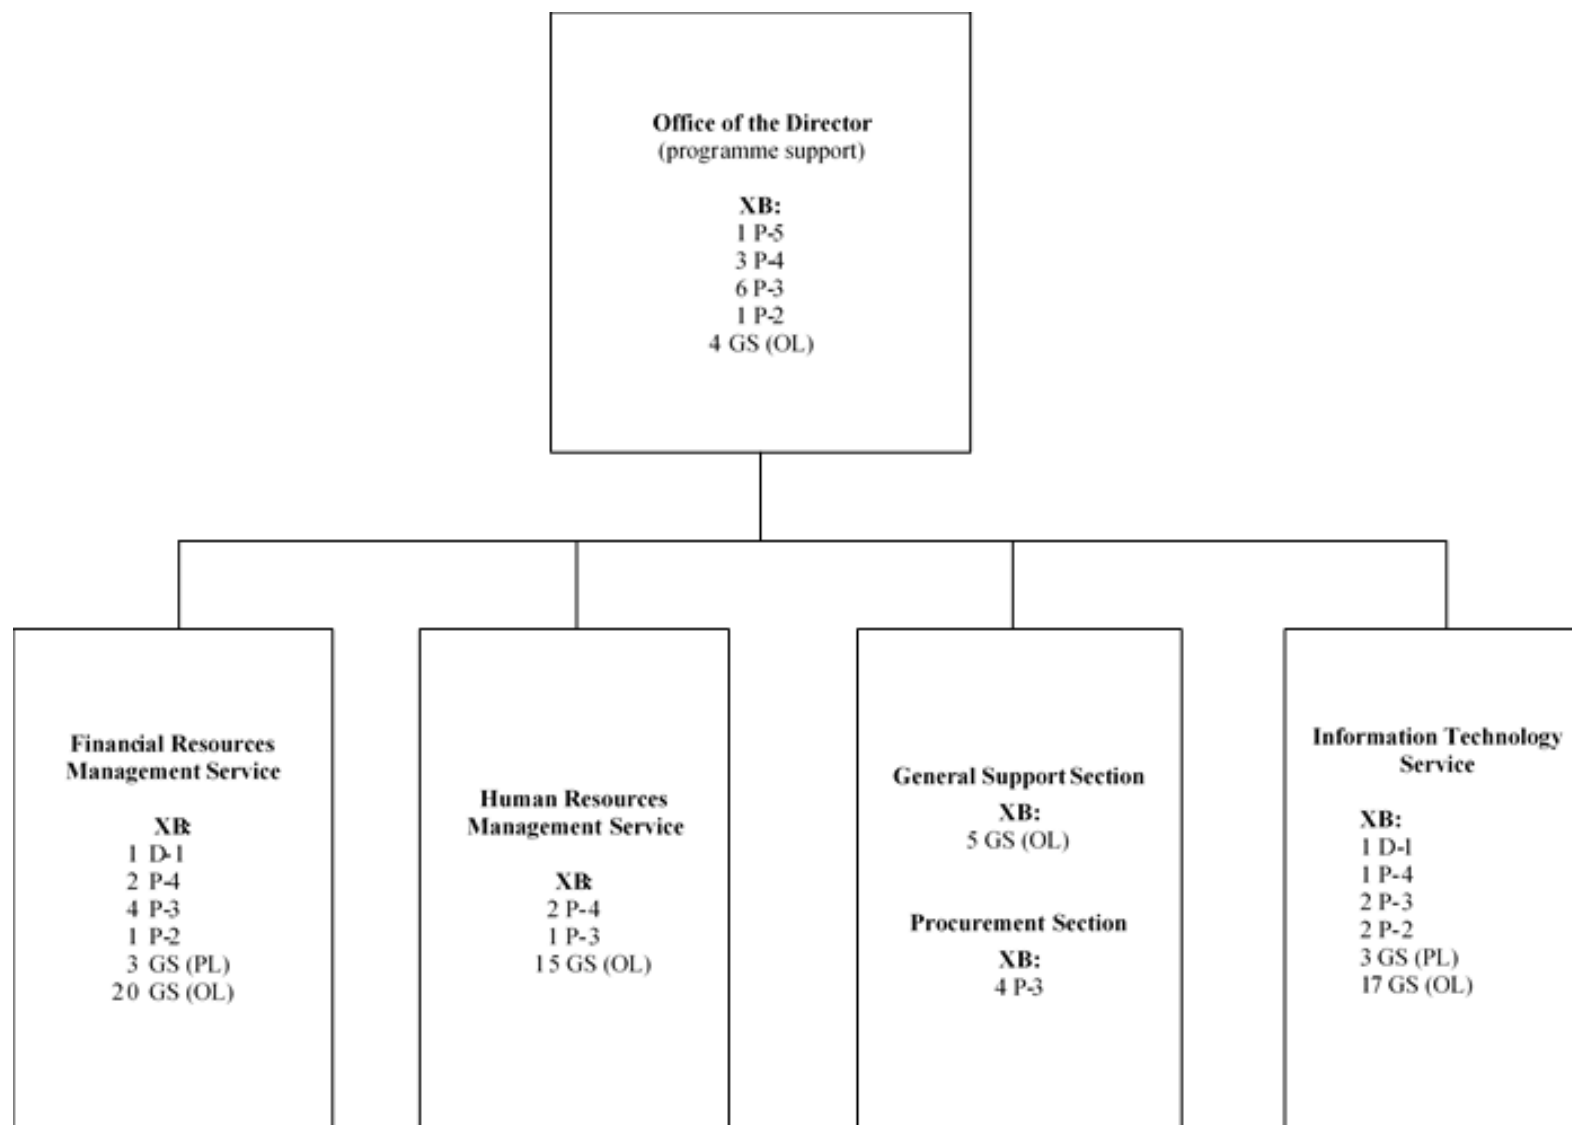 Office of the Director
(programme support)
XB:
1 P-5
3 P-4
6 P-3
1 P-2
4 GS (OL)
Financial Resources
Management Service
XB:
1 D-1
2 P-4
4 P-3
1 P-2
3 GS (PL)
20 GS (OL)
Human Resources
Management Service
XB:
2 P-4
1 P-3
15 GS (OL)
General Support Section
XB:
5 GS (OL)
Procurement Section
XB:
4 P-3
Information Technology
Service
XB:
1 D-1
1 P-4
2 P-3
2 P-2
3 GS (PL)
17 GS (OL)